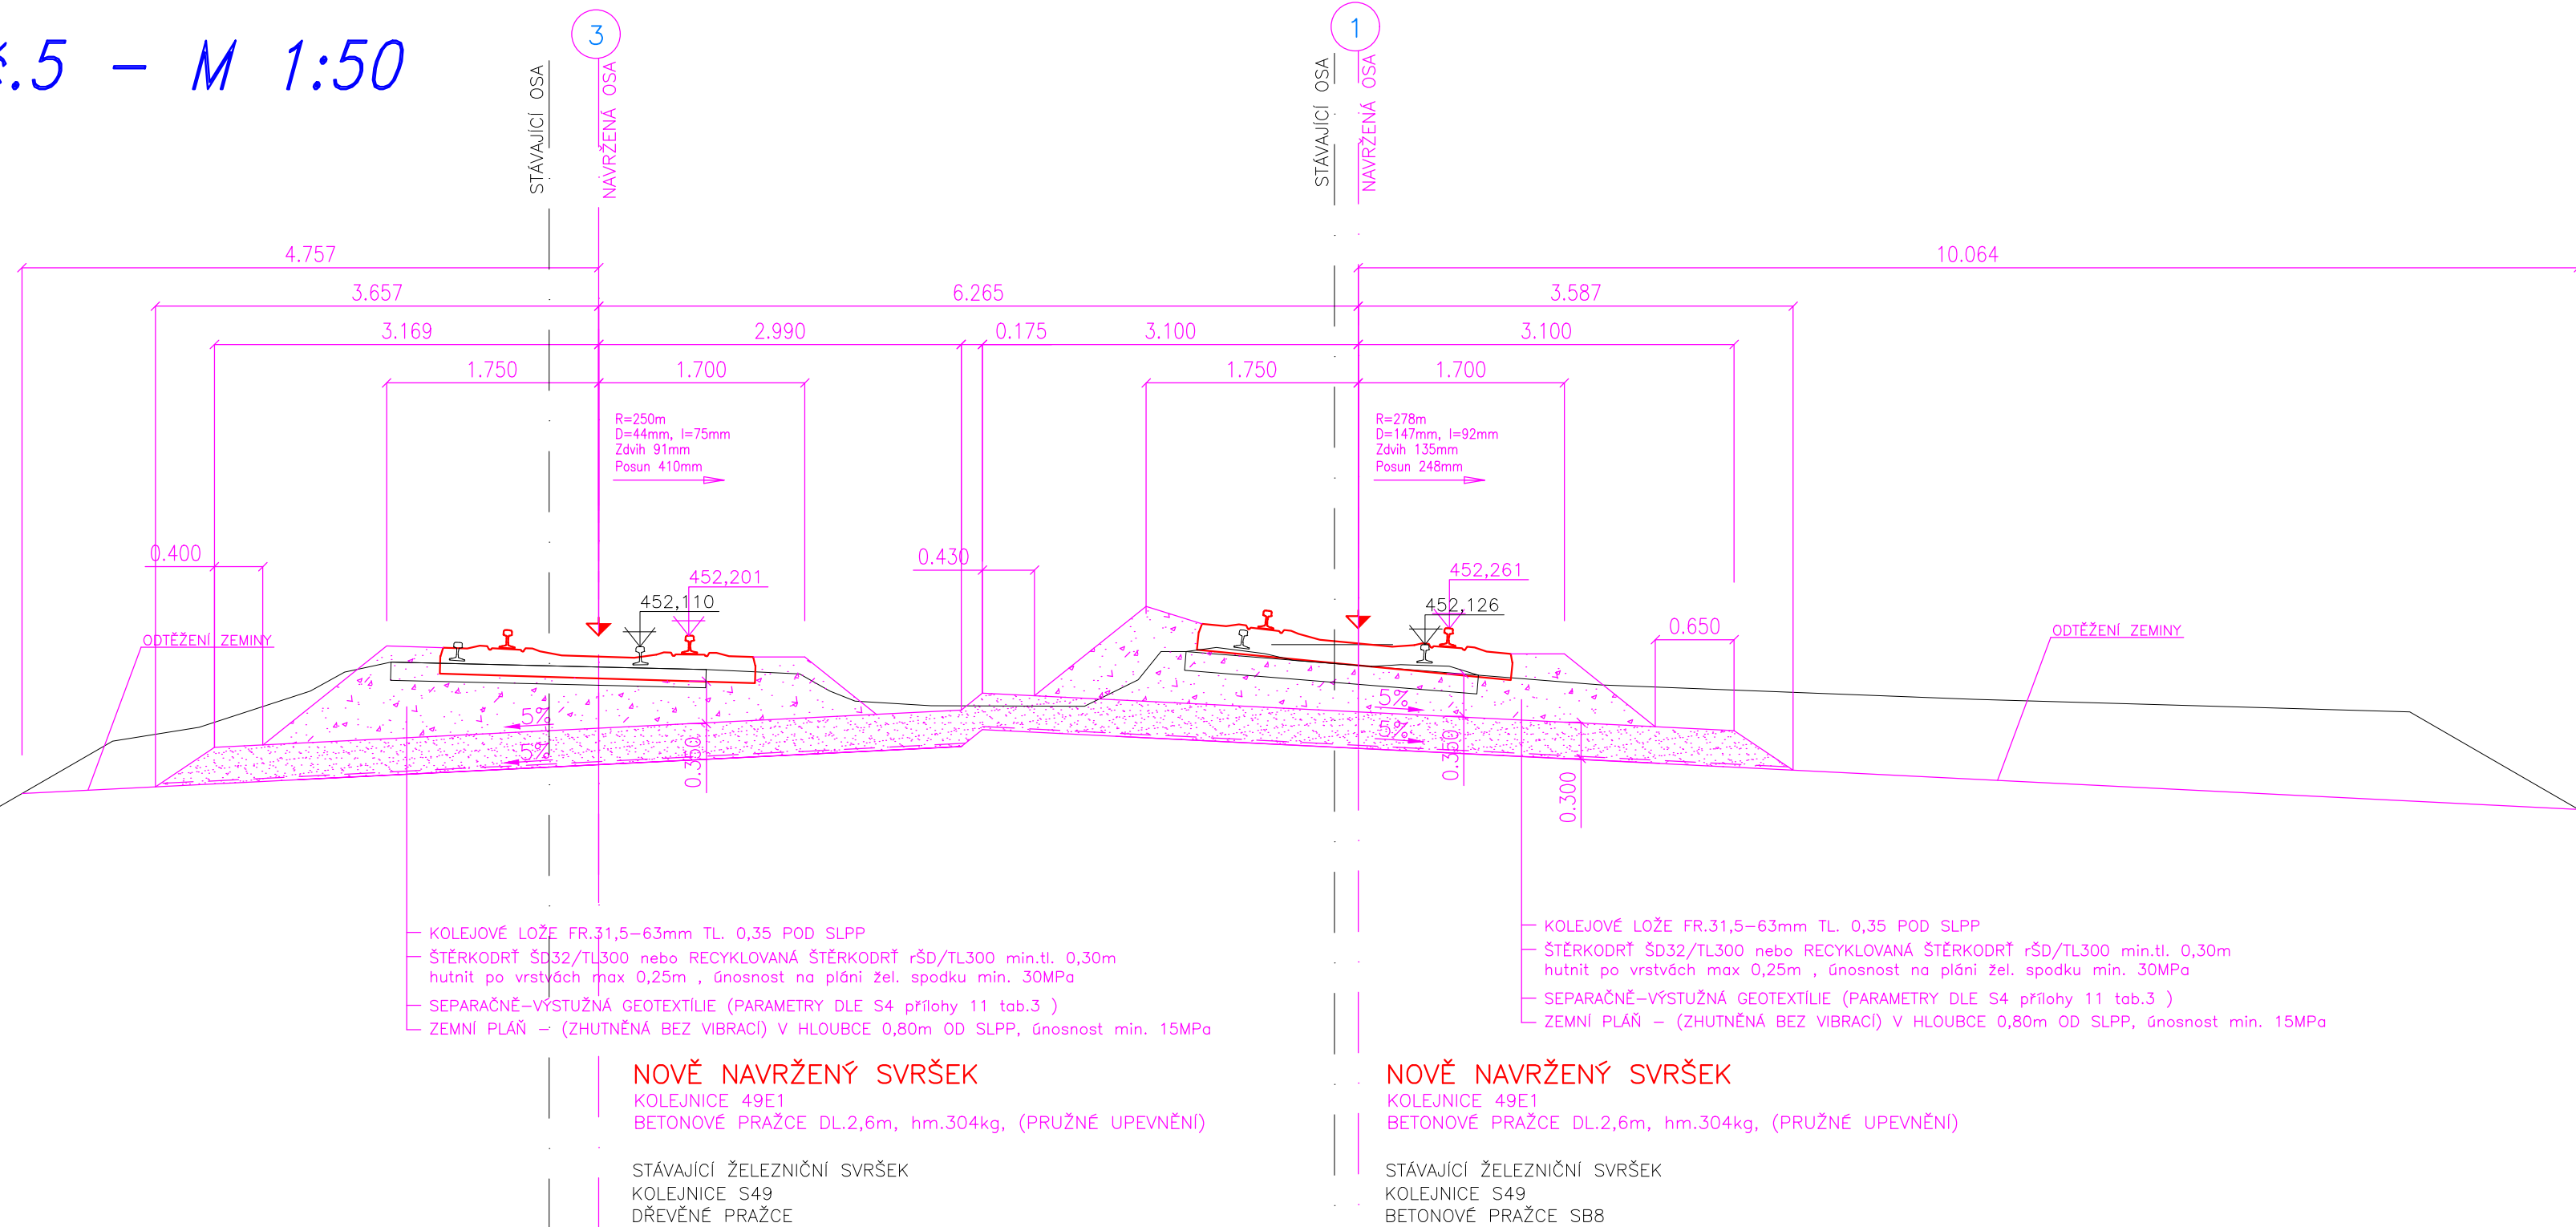 č.5 - M 1:50
3
1
STÁVAJÍCÍ OSA
NAVRŽENÁ OSA
STÁVAJÍCÍ OSA
NAVRŽENÁ OSA
4.757
10.064
3.657
6.265
3.587
3.169
2.990
0.175
3.100
3.100
1.750
1.700
1.750
1.700
R=250m
D=44mm, I=75mm
Zdvih 91mm
Posun 410mm
R=278m
D=147mm, I=92mm
Zdvih 135mm
Posun 248mm
0.400
0.430
452,201
452,110
452,261
452,126
0.650
ODTĚŽENÍ ZEMINY
ODTĚŽENÍ ZEMINY
5%
5%
0.350
5%
5%
0.350
0.300
KOLEJOVÉ LOŽE FR.31,5-63mm TL. 0,35 POD SLPP
ŠTĚRKODRŤ ŠD32/TL300 nebo RECYKLOVANÁ ŠTĚRKODRŤ rŠD/TL300 min.tl. 0,30m
hutnit po vrstvách max 0,25m , únosnost na pláni žel. spodku min. 30MPa
SEPARAČNĚ-VÝSTUŽNÁ GEOTEXTÍLIE (PARAMETRY DLE S4 přílohy 11 tab.3 )
ZEMNÍ PLÁŇ - (ZHUTNĚNÁ BEZ VIBRACÍ) V HLOUBCE 0,80m OD SLPP, únosnost min. 15MPa
KOLEJOVÉ LOŽE FR.31,5-63mm TL. 0,35 POD SLPP
ŠTĚRKODRŤ ŠD32/TL300 nebo RECYKLOVANÁ ŠTĚRKODRŤ rŠD/TL300 min.tl. 0,30m
hutnit po vrstvách max 0,25m , únosnost na pláni žel. spodku min. 30MPa
SEPARAČNĚ-VÝSTUŽNÁ GEOTEXTÍLIE (PARAMETRY DLE S4 přílohy 11 tab.3 )
ZEMNÍ PLÁŇ - (ZHUTNĚNÁ BEZ VIBRACÍ) V HLOUBCE 0,80m OD SLPP, únosnost min. 15MPa
NOVĚ NAVRŽENÝ SVRŠEK
KOLEJNICE 49E1
BETONOVÉ PRAŽCE DL.2,6m, hm.304kg, (PRUŽNÉ UPEVNĚNÍ)
STÁVAJÍCÍ ŽELEZNIČNÍ SVRŠEK
KOLEJNICE S49
DŘEVĚNÉ PRAŽCE
NOVĚ NAVRŽENÝ SVRŠEK
KOLEJNICE 49E1
BETONOVÉ PRAŽCE DL.2,6m, hm.304kg, (PRUŽNÉ UPEVNĚNÍ)
STÁVAJÍCÍ ŽELEZNIČNÍ SVRŠEK
KOLEJNICE S49
BETONOVÉ PRAŽCE SB8